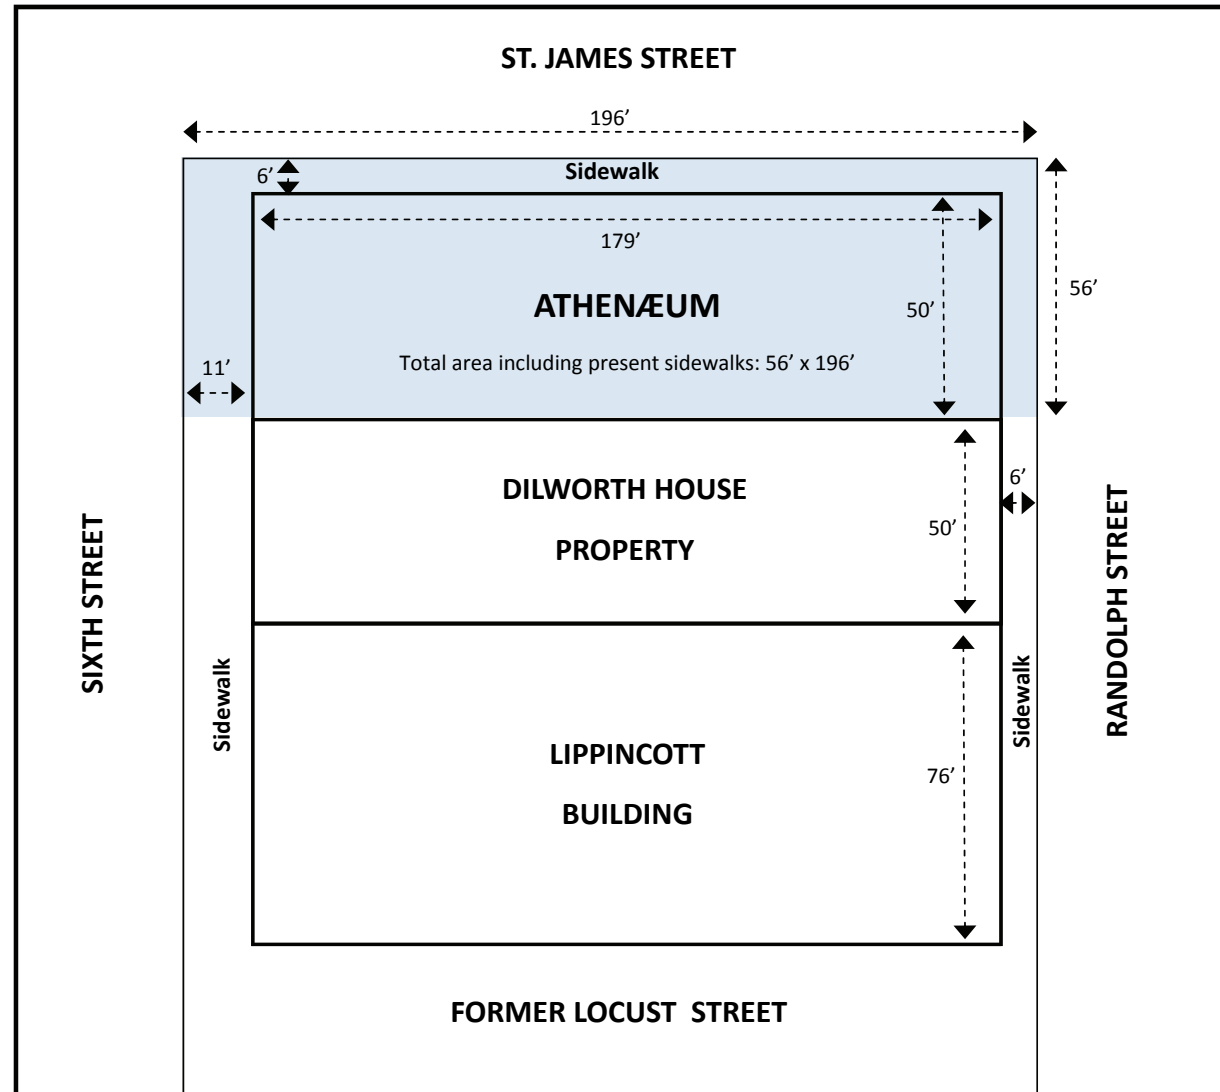 ST. JAMES STREET
196’
Sidewalk
6’
179’
ATHENÆUM
50’
56’
Total area including present sidewalks: 56’ x 196’
11’
DILWORTH HOUSE
PROPERTY
50’
6’
SIXTH STREET
RANDOLPH STREET
Sidewalk
Sidewalk
LIPPINCOTT
BUILDING
76’
FORMER LOCUST STREET